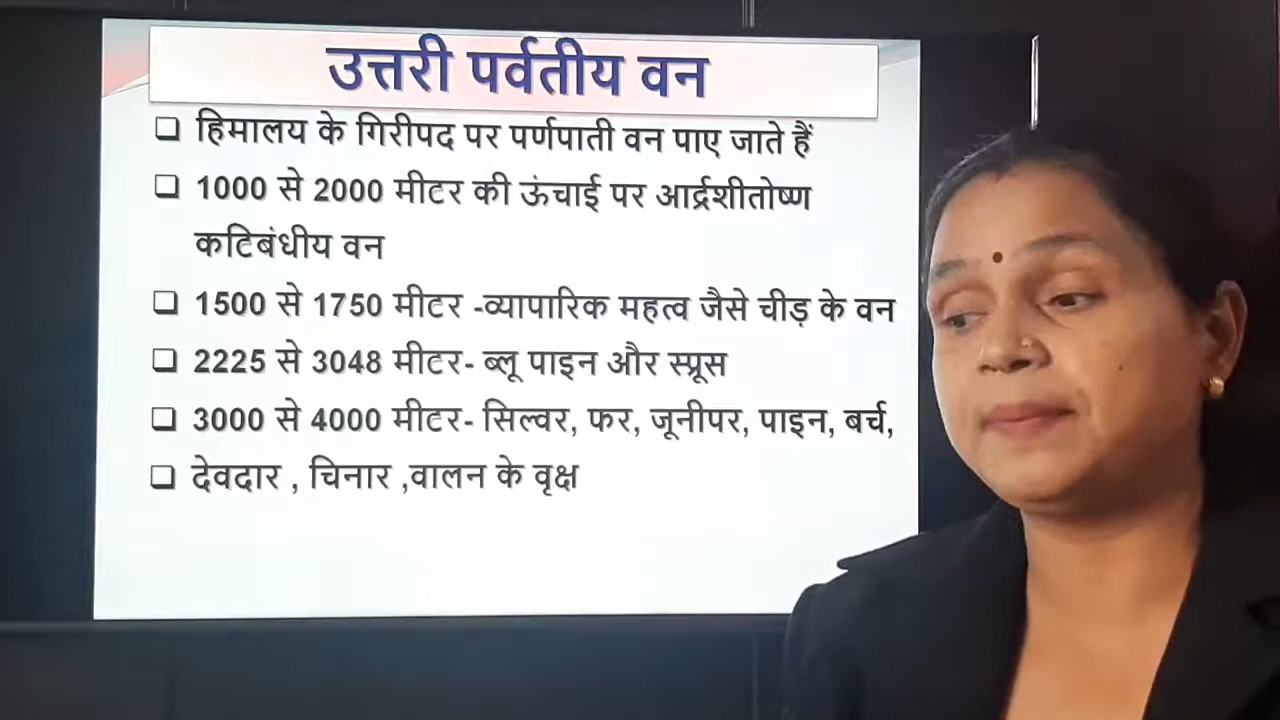 उत्तरी पर्वतीय वन
हिमालय के गिरीपद पर पर्णपाती वन पाए जाते हैं
1000 से 2000 मीटर की ऊंचाई पर आर्द्रशीतोष्ण
कटिबंधीय वन
1500 से 1750 मीटर -व्यापारिक महत्व जैसे चीड़ के वन
2225 से 3048 मीटर- ब्लू पाइन और स्प्रूस
3000 से 4000 मीटर- सिल्वर, फर, जूनीपर, पाइन, बर्च,
देवदार , चिनार ,वालन के वृक्ष